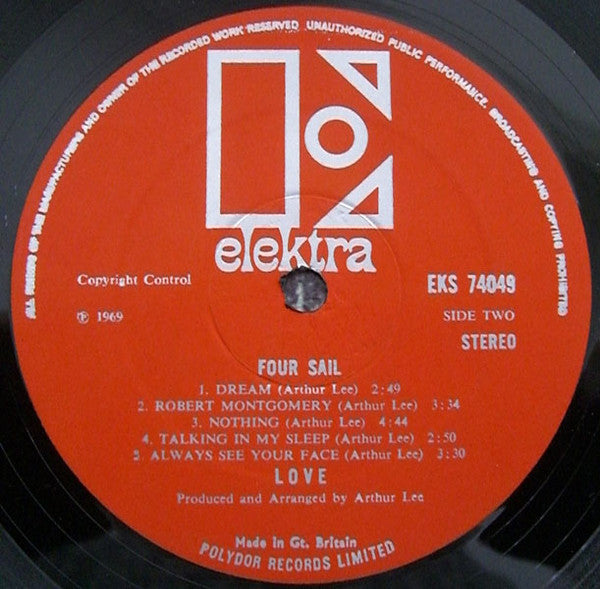 ALL RIGHTS OF THE MANUFACTURERS AND OWNER OF THE RECORDED WORK RESERVED UNAUTHORIZED PUBLIC PERFORMANCE, BROADCASTING AND COPYING PROHIBITED
elektra
Copyright Control
EKS 74049
℗ 1969
SIDE TWO
STEREO
FOUR SAIL
1. DREAM (Arthur Lee) 2:49
2. ROBERT MONTGOMERY (Arthur Lee) 3:34
3. NOTHING (Arthur Lee) 4:44
4. TALKING IN MY SLEEP (Arthur Lee) 2:50
5. ALWAYS SEE YOUR FACE (Arthur Lee) 3:30
LOVE
Produced and Arranged by Arthur Lee
Made in Gt. Britain
POLYDOR RECORDS LIMITED